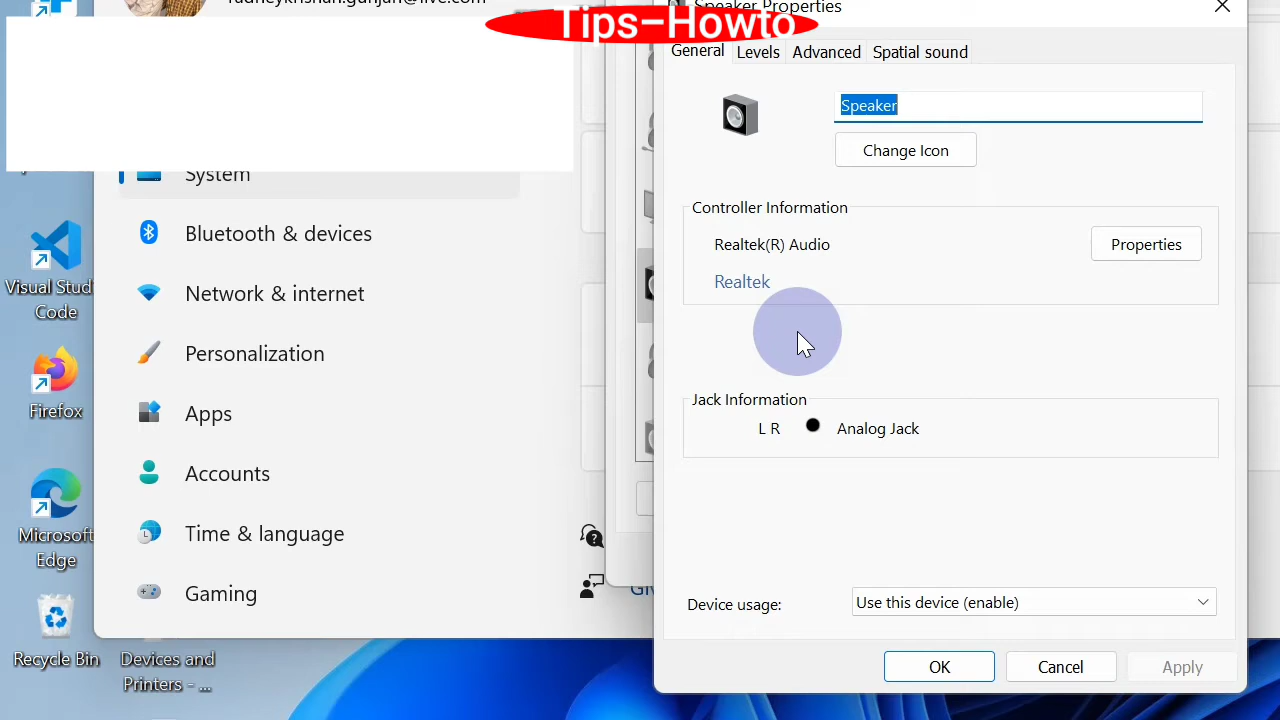 Speaker Properties
Tips-Howto
General
Levels
Advanced
Spatial sound
Speaker
Change Icon
Controller Information
Realtek(R) Audio
Properties
Realtek
Jack Information
L R
Analog Jack
Device usage:
Use this device (enable)
OK
Cancel
Apply
System
Bluetooth & devices
Network & internet
Personalization
Apps
Accounts
Time & language
Gaming
Visual Studi
Code
Firefox
Microsoft
Edge
Recycle Bin
Devices and
Printers - ...